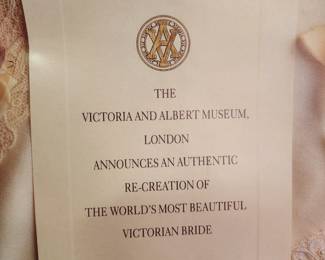 THE
VICTORIA AND ALBERT MUSEUM,
LONDON
ANNOUNCES AN AUTHENTIC
RE-CREATION OF
THE WORLD'S MOST BEAUTIFUL
VICTORIAN BRIDE